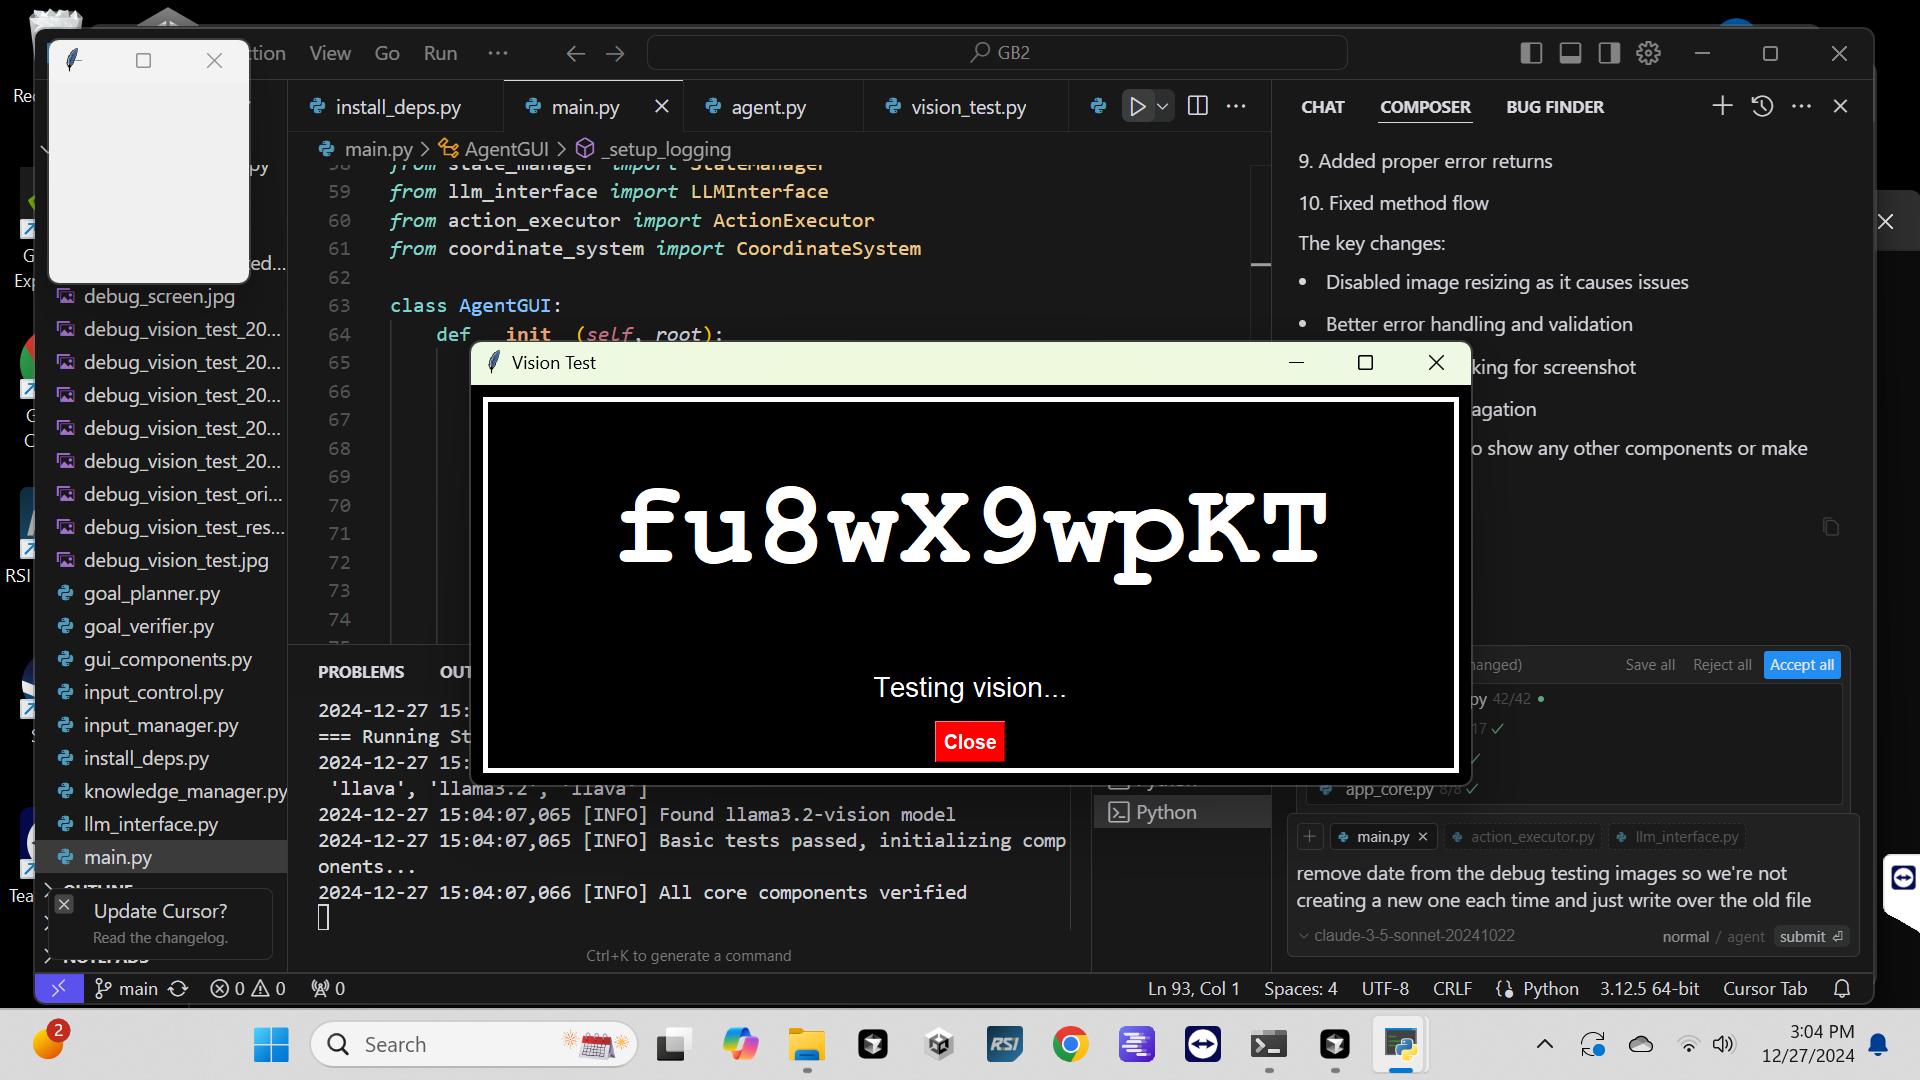 View Go Run ···
GB2
install_deps.py
main.py
agent.py
vision_test.py
main.py > AgentGUI > _setup_logging
58 from state_manager import StateManager
59 from llm_interface import LLMInterface
60 from action_executor import ActionExecutor
61 from coordinate_system import CoordinateSystem
62
63 class AgentGUI:
64 def __init__(self, root):
65
66
67
68
69
70
71
72
73
74
debug_screen.jpg
debug_vision_test_20...
debug_vision_test_20...
debug_vision_test_20...
debug_vision_test_20...
debug_vision_test_20...
debug_vision_test_ori...
debug_vision_test_res...
debug_vision_test.jpg
goal_planner.py
goal_verifier.py
gui_components.py
input_control.py
input_manager.py
install_deps.py
knowledge_manager.py
llm_interface.py
main.py
OUTLINE
Update Cursor?
Read the changelog.
NOTEPADS
Vision Test
fu8wX9wpKT
Testing vision...
Close
PROBLEMS OUT
2024-12-27 15:
=== Running St
2024-12-27 15:
'llava', 'llama3.2', 'llava']
2024-12-27 15:04:07,065 [INFO] Found llama3.2-vision model
2024-12-27 15:04:07,065 [INFO] Basic tests passed, initializing comp
onents...
2024-12-27 15:04:07,066 [INFO] All core components verified
Ctrl+K to generate a command
Python
Python
CHAT COMPOSER BUG FINDER
9. Added proper error returns
10. Fixed method flow
The key changes:
• Disabled image resizing as it causes issues
• Better error handling and validation
king for screenshot
agation
o show any other components or make
anged)
Save all Reject all Accept all
py 42/42
17
app_core.py 8/8
main.py
action_executor.py
llm_interface.py
remove date from the debug testing images so we're not
creating a new one each time and just write over the old file
claude-3-5-sonnet-20241022
normal / agent submit
main
0 0
0
Ln 93, Col 1
Spaces: 4
UTF-8
CRLF
Python
3.12.5 64-bit
Cursor Tab
2
Search
RSI
3:04 PM
12/27/2024